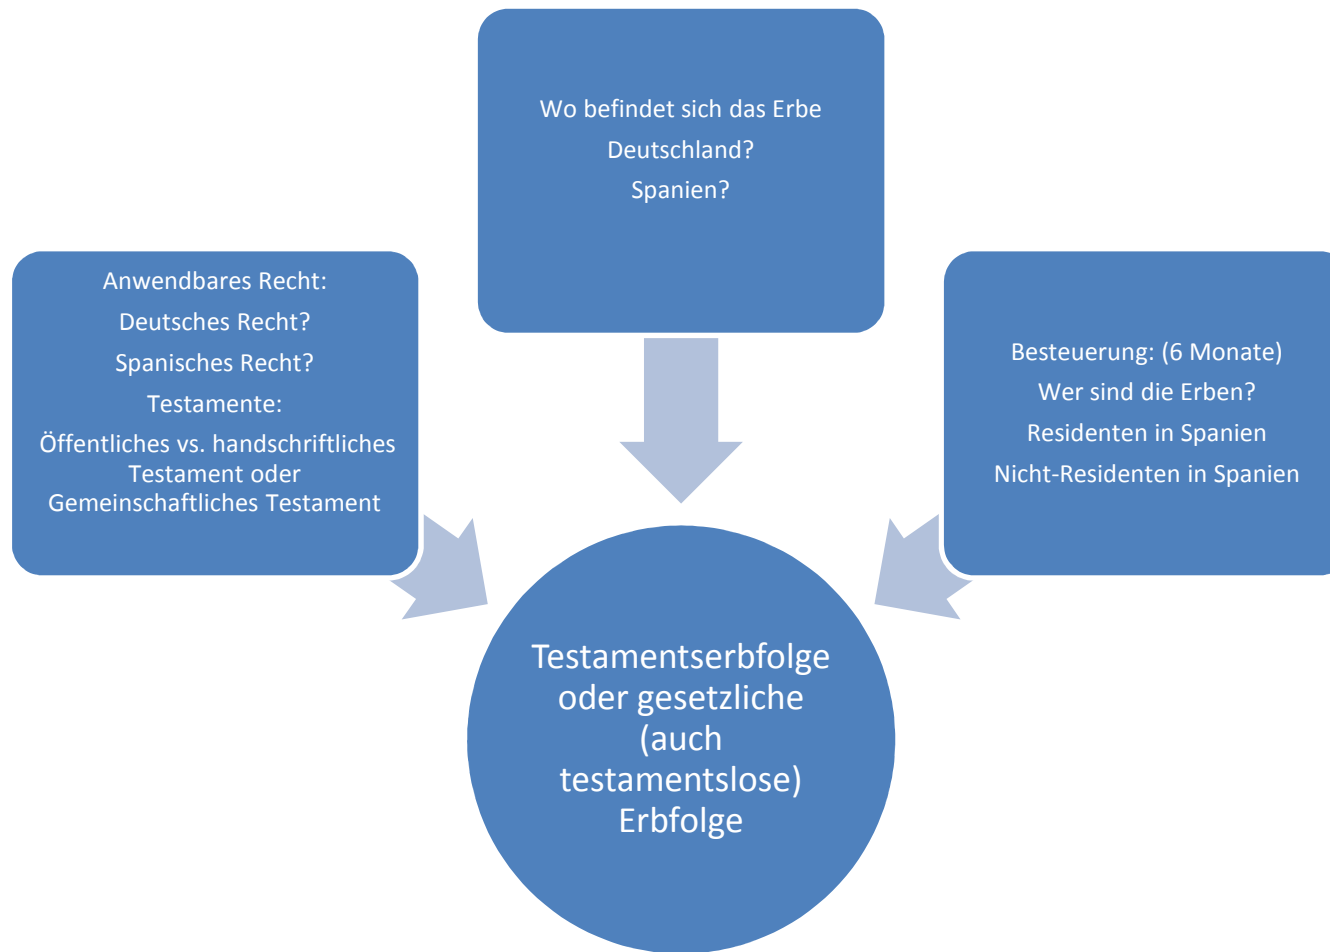 Wo befindet sich das Erbe
Deutschland?
Spanien?
Anwendbares Recht:
Deutsches Recht?
Spanisches Recht?
Testamente:
Öffentliches vs. handschriftliches
Testament oder
Gemeinschaftliches Testament
Besteuerung: (6 Monate)
Wer sind die Erben?
Residenten in Spanien
Nicht-Residenten in Spanien
Testamentserbfolge
oder gesetzliche
(auch
testamentslose)
Erbfolge